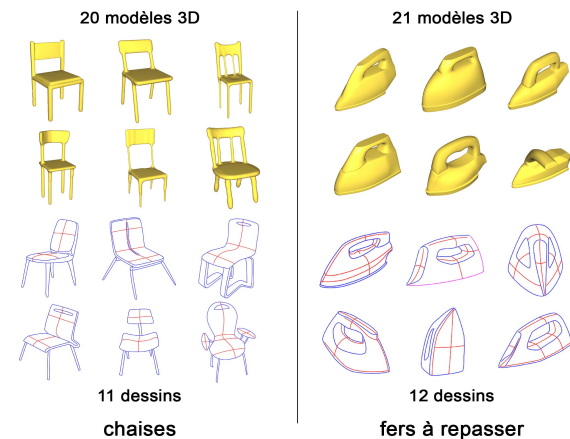 20 modèles 3D
21 modèles 3D
11 dessins
12 dessins
chaises
fers à repasser